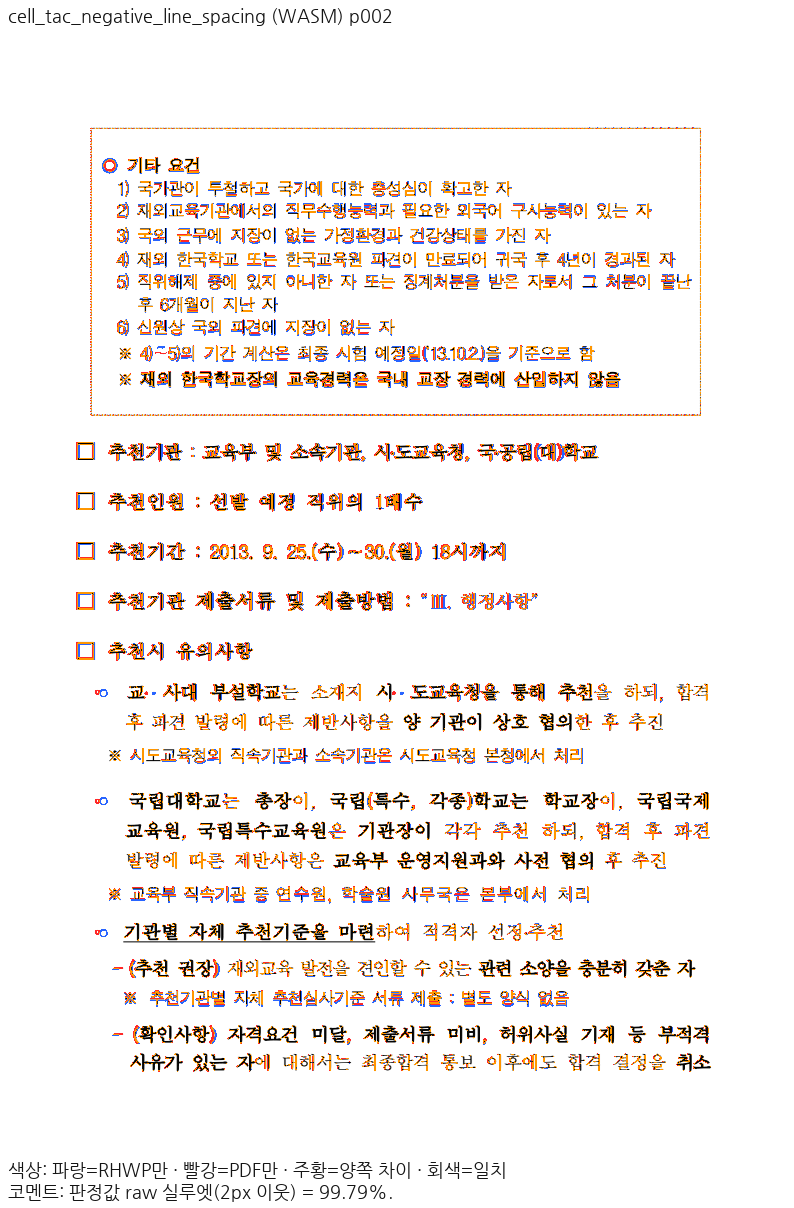 cell_tac_negative_line_spacing (WASM) p002
◎ 기타 요건
1) 국가관이 투철하고 국가에 대한 충성심이 확고한 자
2) 재외교육기관에서의 직무수행능력과 필요한 외국어 구사능력이 있는 자
3) 국외 근무에 지장이 없는 가정환경과 건강상태를 가진 자
4) 재외 한국학교 또는 한국교육원 파견이 만료되어 귀국 후 4년이 경과된 자
5) 직위해제 중에 있지 아니한 자 또는 징계처분을 받은 자로서 그 처분이 끝난
후 6개월이 지난 자
6) 신원상 국외 파견에 지장이 없는 자
※ 4)~5)의 기간 계산은 최종 시험 예정일('13.10.2.)을 기준으로 함
※ 재외 한국학교장의 교육경력은 국내 교장 경력에 산입하지 않음
□ 추천기관 : 교육부 및 소속기관, 시도교육청, 국공립(대)학교
□ 추천인원 : 선발 예정 직위의 1배수
□ 추천기간 : 2013. 9. 25.(수)~30.(월) 18시까지
□ 추천기관 제출서류 및 제출방법 : “Ⅲ. 행정사항”
□ 추천시 유의사항
ㅇ 교··사대 부설학교는 소재지 시··도교육청을 통해 추천을 하되, 합격
후 파견 발령에 따른 제반사항을 양 기관이 상호 협의한 후 추진
※ 시도교육청의 직속기관과 소속기관은 시도교육청 본청에서 처리
ㅇ 국립대학교는 총장이, 국립(특수, 각종)학교는 학교장이, 국립국제
교육원, 국립특수교육원은 기관장이 각각 추천 하되, 합격 후 파견
발령에 따른 제반사항은 교육부 운영지원과와 사전 협의 후 추진
※ 교육부 직속기관 중 연수원, 학술원 사무국은 본부에서 처리
ㅇ 기관별 자체 추천기준을 마련하여 적격자 선정·추천
- (추천 권장) 재외교육 발전을 견인할 수 있는 관련 소양을 충분히 갖춘 자
※ 추천기관별 자체 추천심사기준 서류 제출 : 별도 양식 없음
- (확인사항) 자격요건 미달, 제출서류 미비, 허위사실 기재 등 부적격
사유가 있는 자에 대해서는 최종합격 통보 이후에도 합격 결정을 취소
색상: 파랑=RHWP만 · 빨강=PDF만 · 주황=양쪽 차이 · 회색=일치
코멘트: 판정값 raw 실루엣(2px 이웃) = 99.79%.